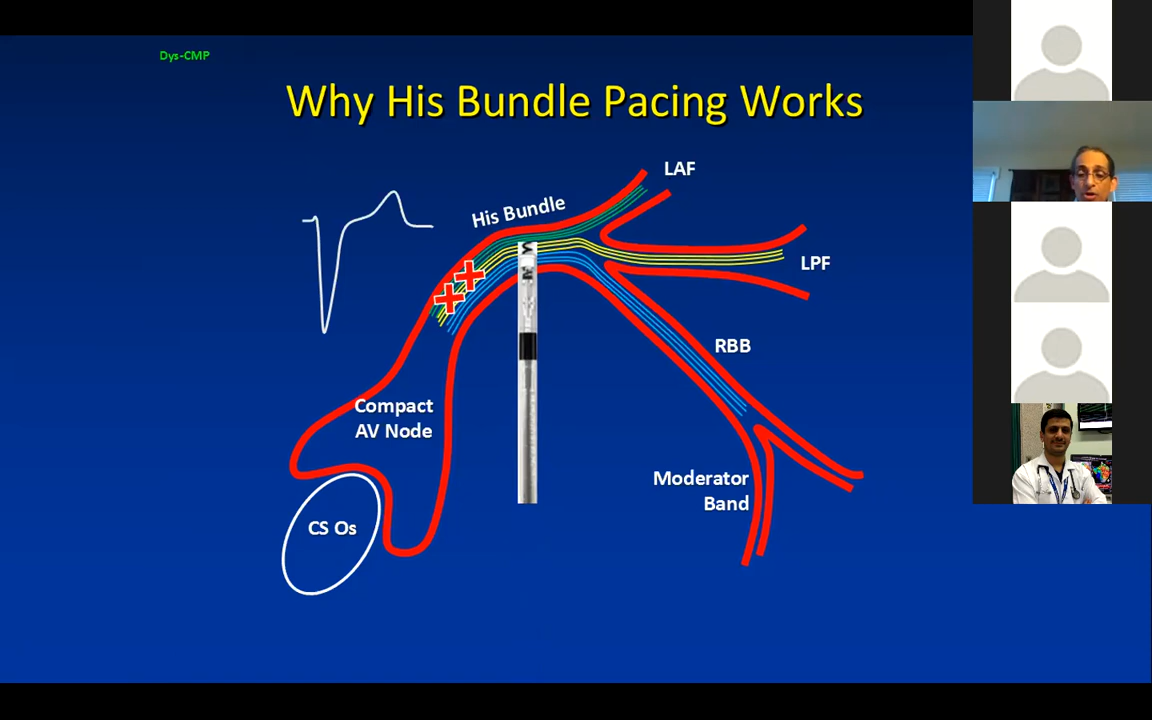 Dys-CMP
Why His Bundle Pacing Works
LAF
His Bundle
LPF
RBB
Compact
AV Node
Moderator
Band
CS Os